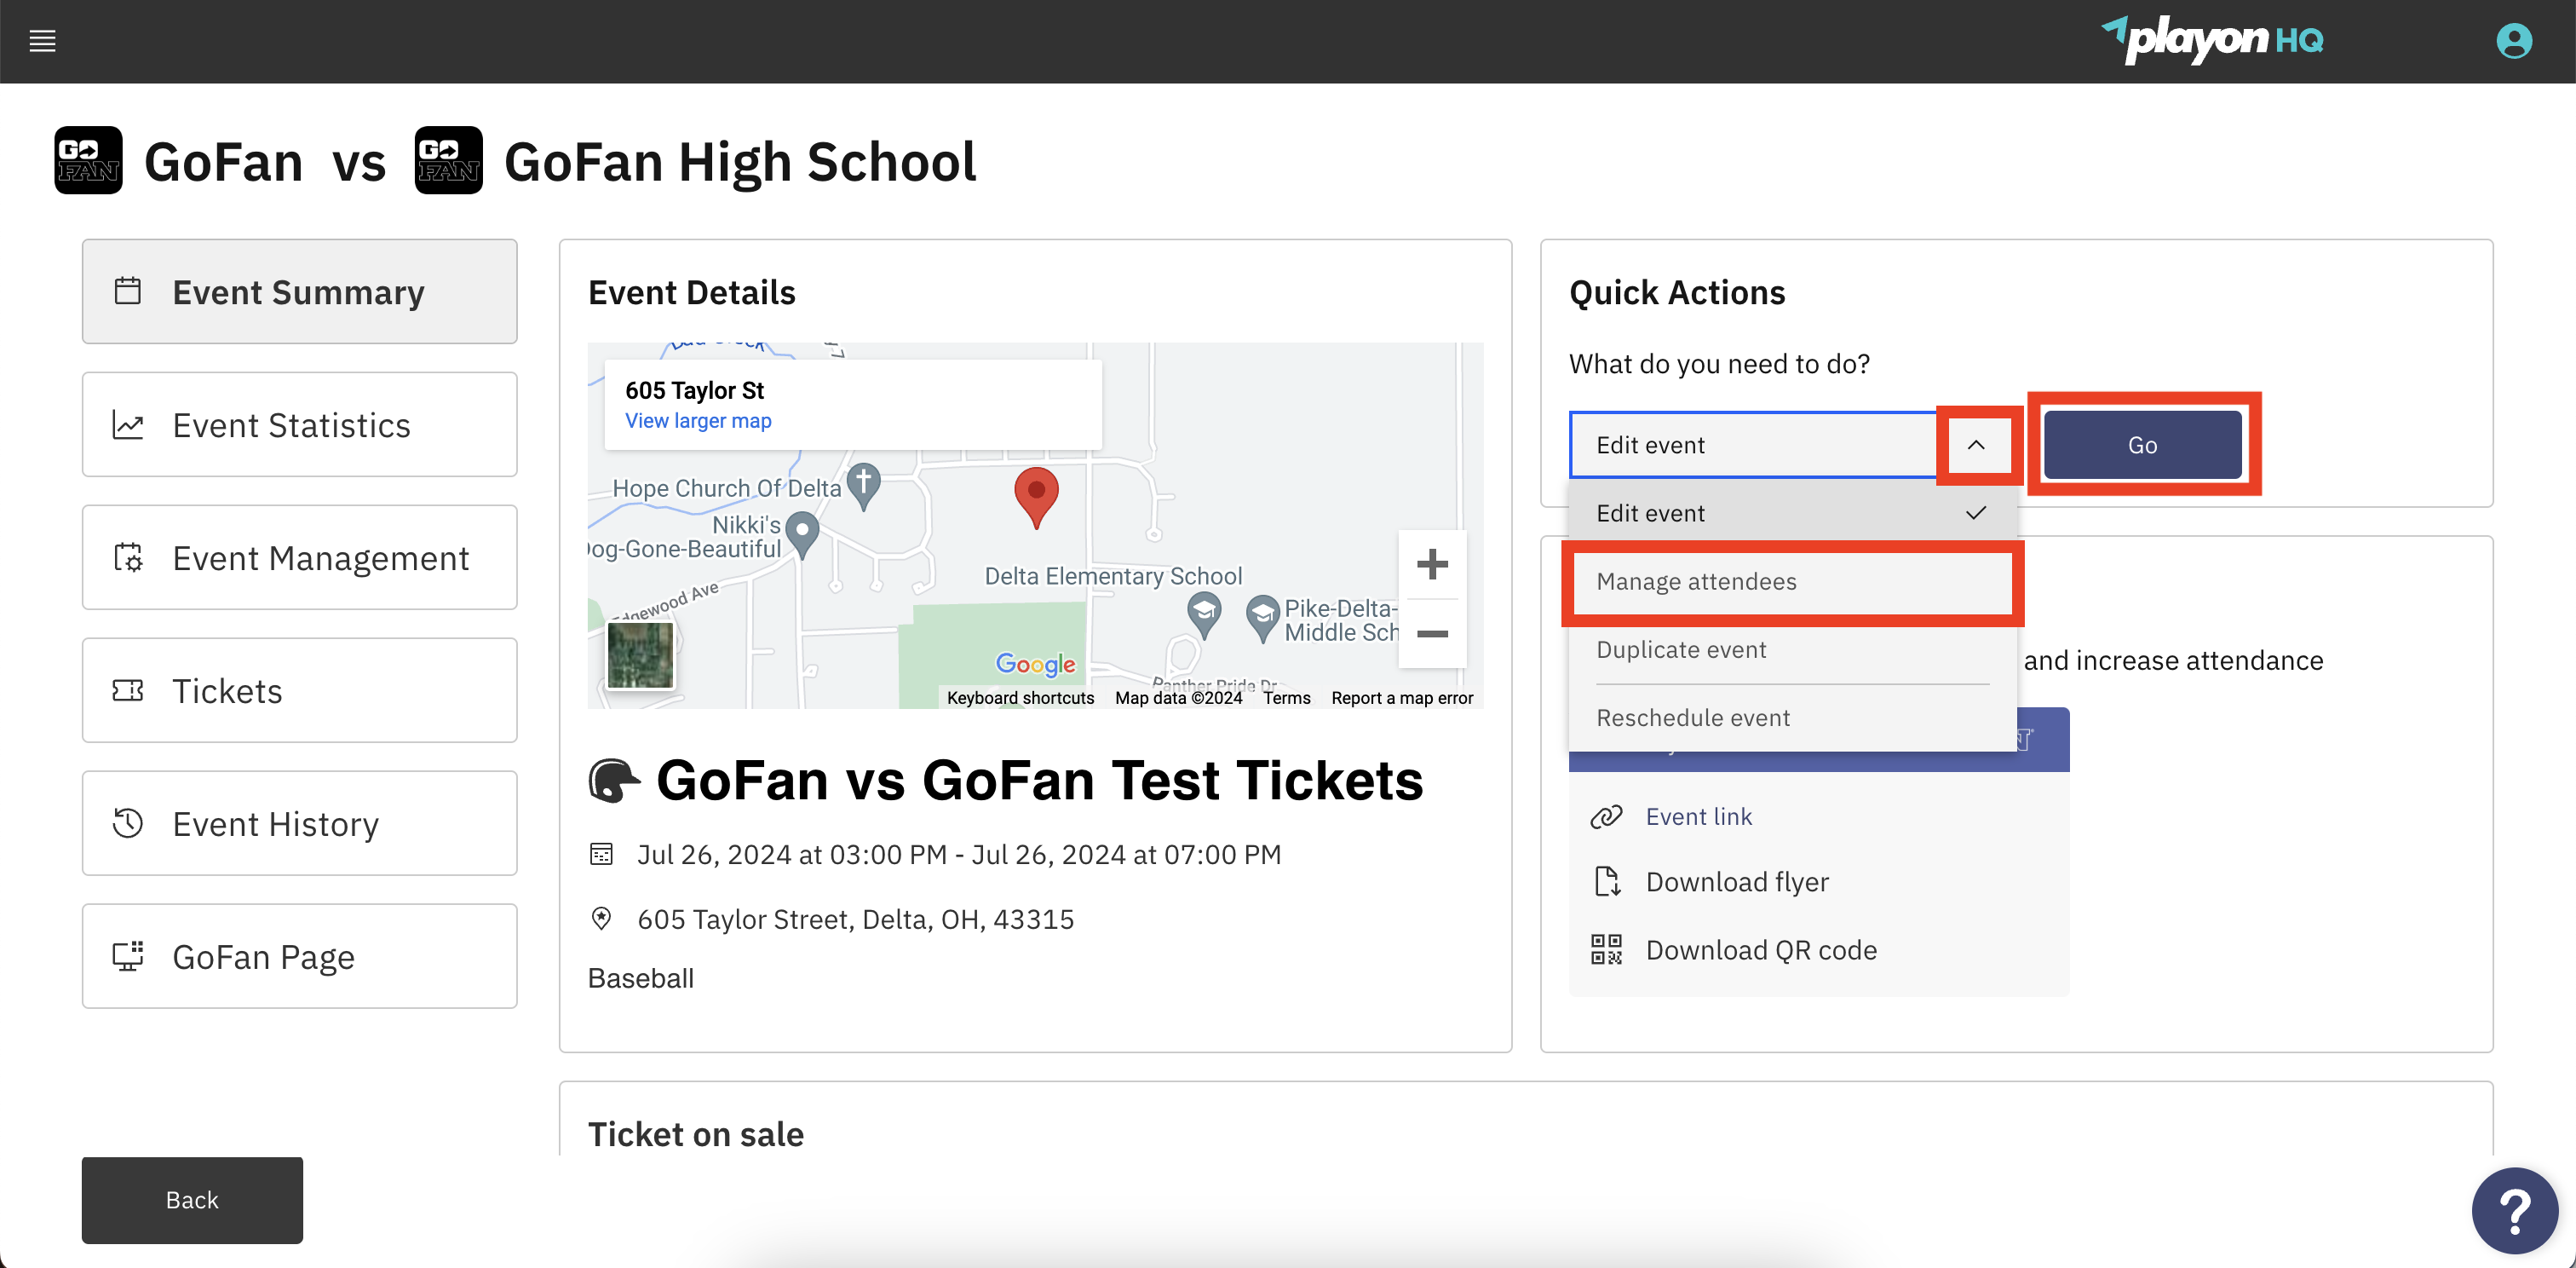 playon HQ
GO FAN GoFan vs GO FAN GoFan High School
Event Summary
Event Statistics
Event Management
Tickets
Event History
GoFan Page
Back
Event Details
605 Taylor St
View larger map
Hope Church Of Delta
Nikki's
Dog-Gone-Beautiful
Edgewood Ave
Delta Elementary School
Pike-Delta-
Middle Sch
Panther Pride Dr
Google
Keyboard shortcuts Map data ©2024 Terms Report a map error
GoFan vs GoFan Test Tickets
Jul 26, 2024 at 03:00 PM - Jul 26, 2024 at 07:00 PM
605 Taylor Street, Delta, OH, 43315
Baseball
Quick Actions
What do you need to do?
Edit event
Go
Edit event
Manage attendees
Duplicate event
Reschedule event
and increase attendance
Event link
Download flyer
Download QR code
Ticket on sale
?